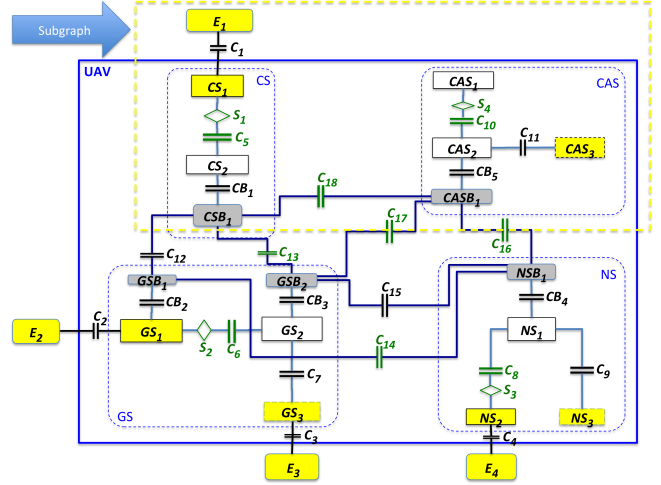 Subgraph
E1
C1
UAV
CS1
CS
S1
C5
CS2
CB1
CSB1
CAS1
CAS
S4
C10
CAS2
C11
CAS3
CB5
CASB1
C18
C17
C16
C12
C13
GSB1
GSB2
NSB1
NS
CB2
CB3
C15
CB4
E2
C2
GS1
S2
C6
GS2
C14
NS1
C7
C8
S3
C9
GS
GS3
NS2
NS3
C3
C4
E3
E4